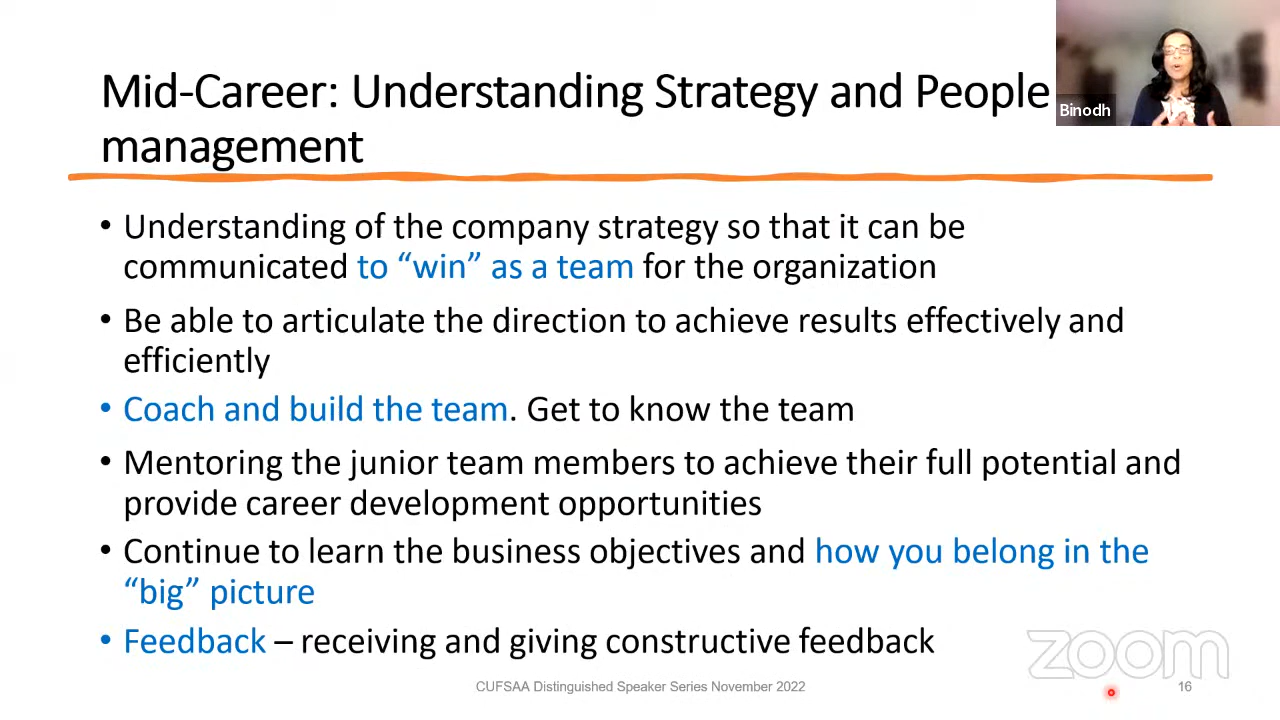 Mid-Career: Understanding Strategy and People
management
Binodh
• Understanding of the company strategy so that it can be
communicated to “win” as a team for the organization
• Be able to articulate the direction to achieve results effectively and
efficiently
• Coach and build the team. Get to know the team
• Mentoring the junior team members to achieve their full potential and
provide career development opportunities
• Continue to learn the business objectives and how you belong in the
“big” picture
• Feedback – receiving and giving constructive feedback
zoom
CUFSAA Distinguished Speaker Series November 2022
16